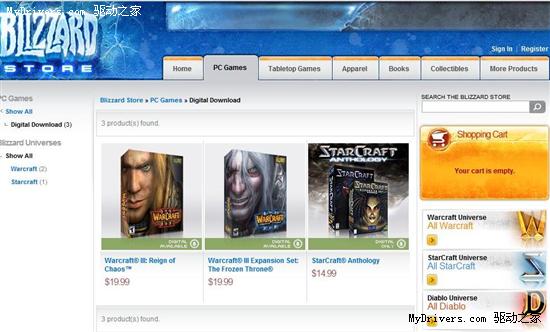 MyDrivers.com 驱动之家
BLIZZARD
STORE
Sign In | Register
Home
PC Games
Tabletop Games
Apparel
Books
Collectibles
More Products
PC Games
Show All
Digital Download (3)
Blizzard Universes
Show All
Warcraft (2)
Starcraft (1)
Blizzard Store » PC Games » Digital Download
3 product(s) found.
WARCRAFT
WARCRAFT
STARCRAFT
ANTHOLOGY
DIGITAL
AVAILABLE
DIGITAL
AVAILABLE
DIGITAL
ONLY
Warcraft® III: Reign of
Chaos™
$19.99
Warcraft® III Expansion Set:
The Frozen Throne®
$19.99
StarCraft® Anthology
$14.99
3 product(s) found.
SEARCH THE BLIZZARD STORE
Shopping Cart
Your cart is empty.
Warcraft Universe
All Warcraft
StarCraft Universe
All StarCraft
Diablo Universe
All Diablo
MyDrivers.com 驱动之家